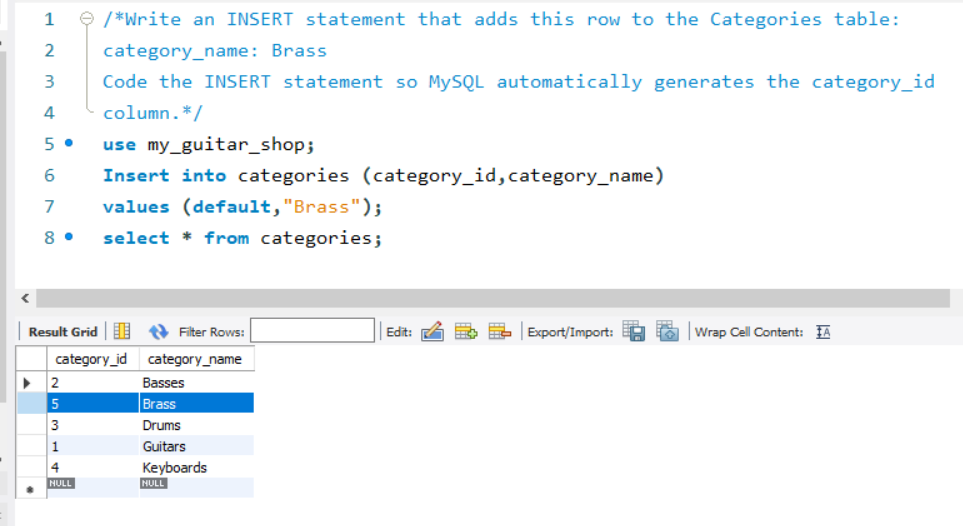 1 /*Write an INSERT statement that adds this row to the Categories table:
2 category_name: Brass
3 Code the INSERT statement so MySQL automatically generates the category_id
4 column.*/
5 use my_guitar_shop;
6 Insert into categories (category_id,category_name)
7 values (default,"Brass");
8 select * from categories;
Result Grid Filter Rows: Edit: Export/Import: Wrap Cell Content: IA
category_id category_name
2 Basses
5 Brass
3 Drums
1 Guitars
4 Keyboards
NULL NULL